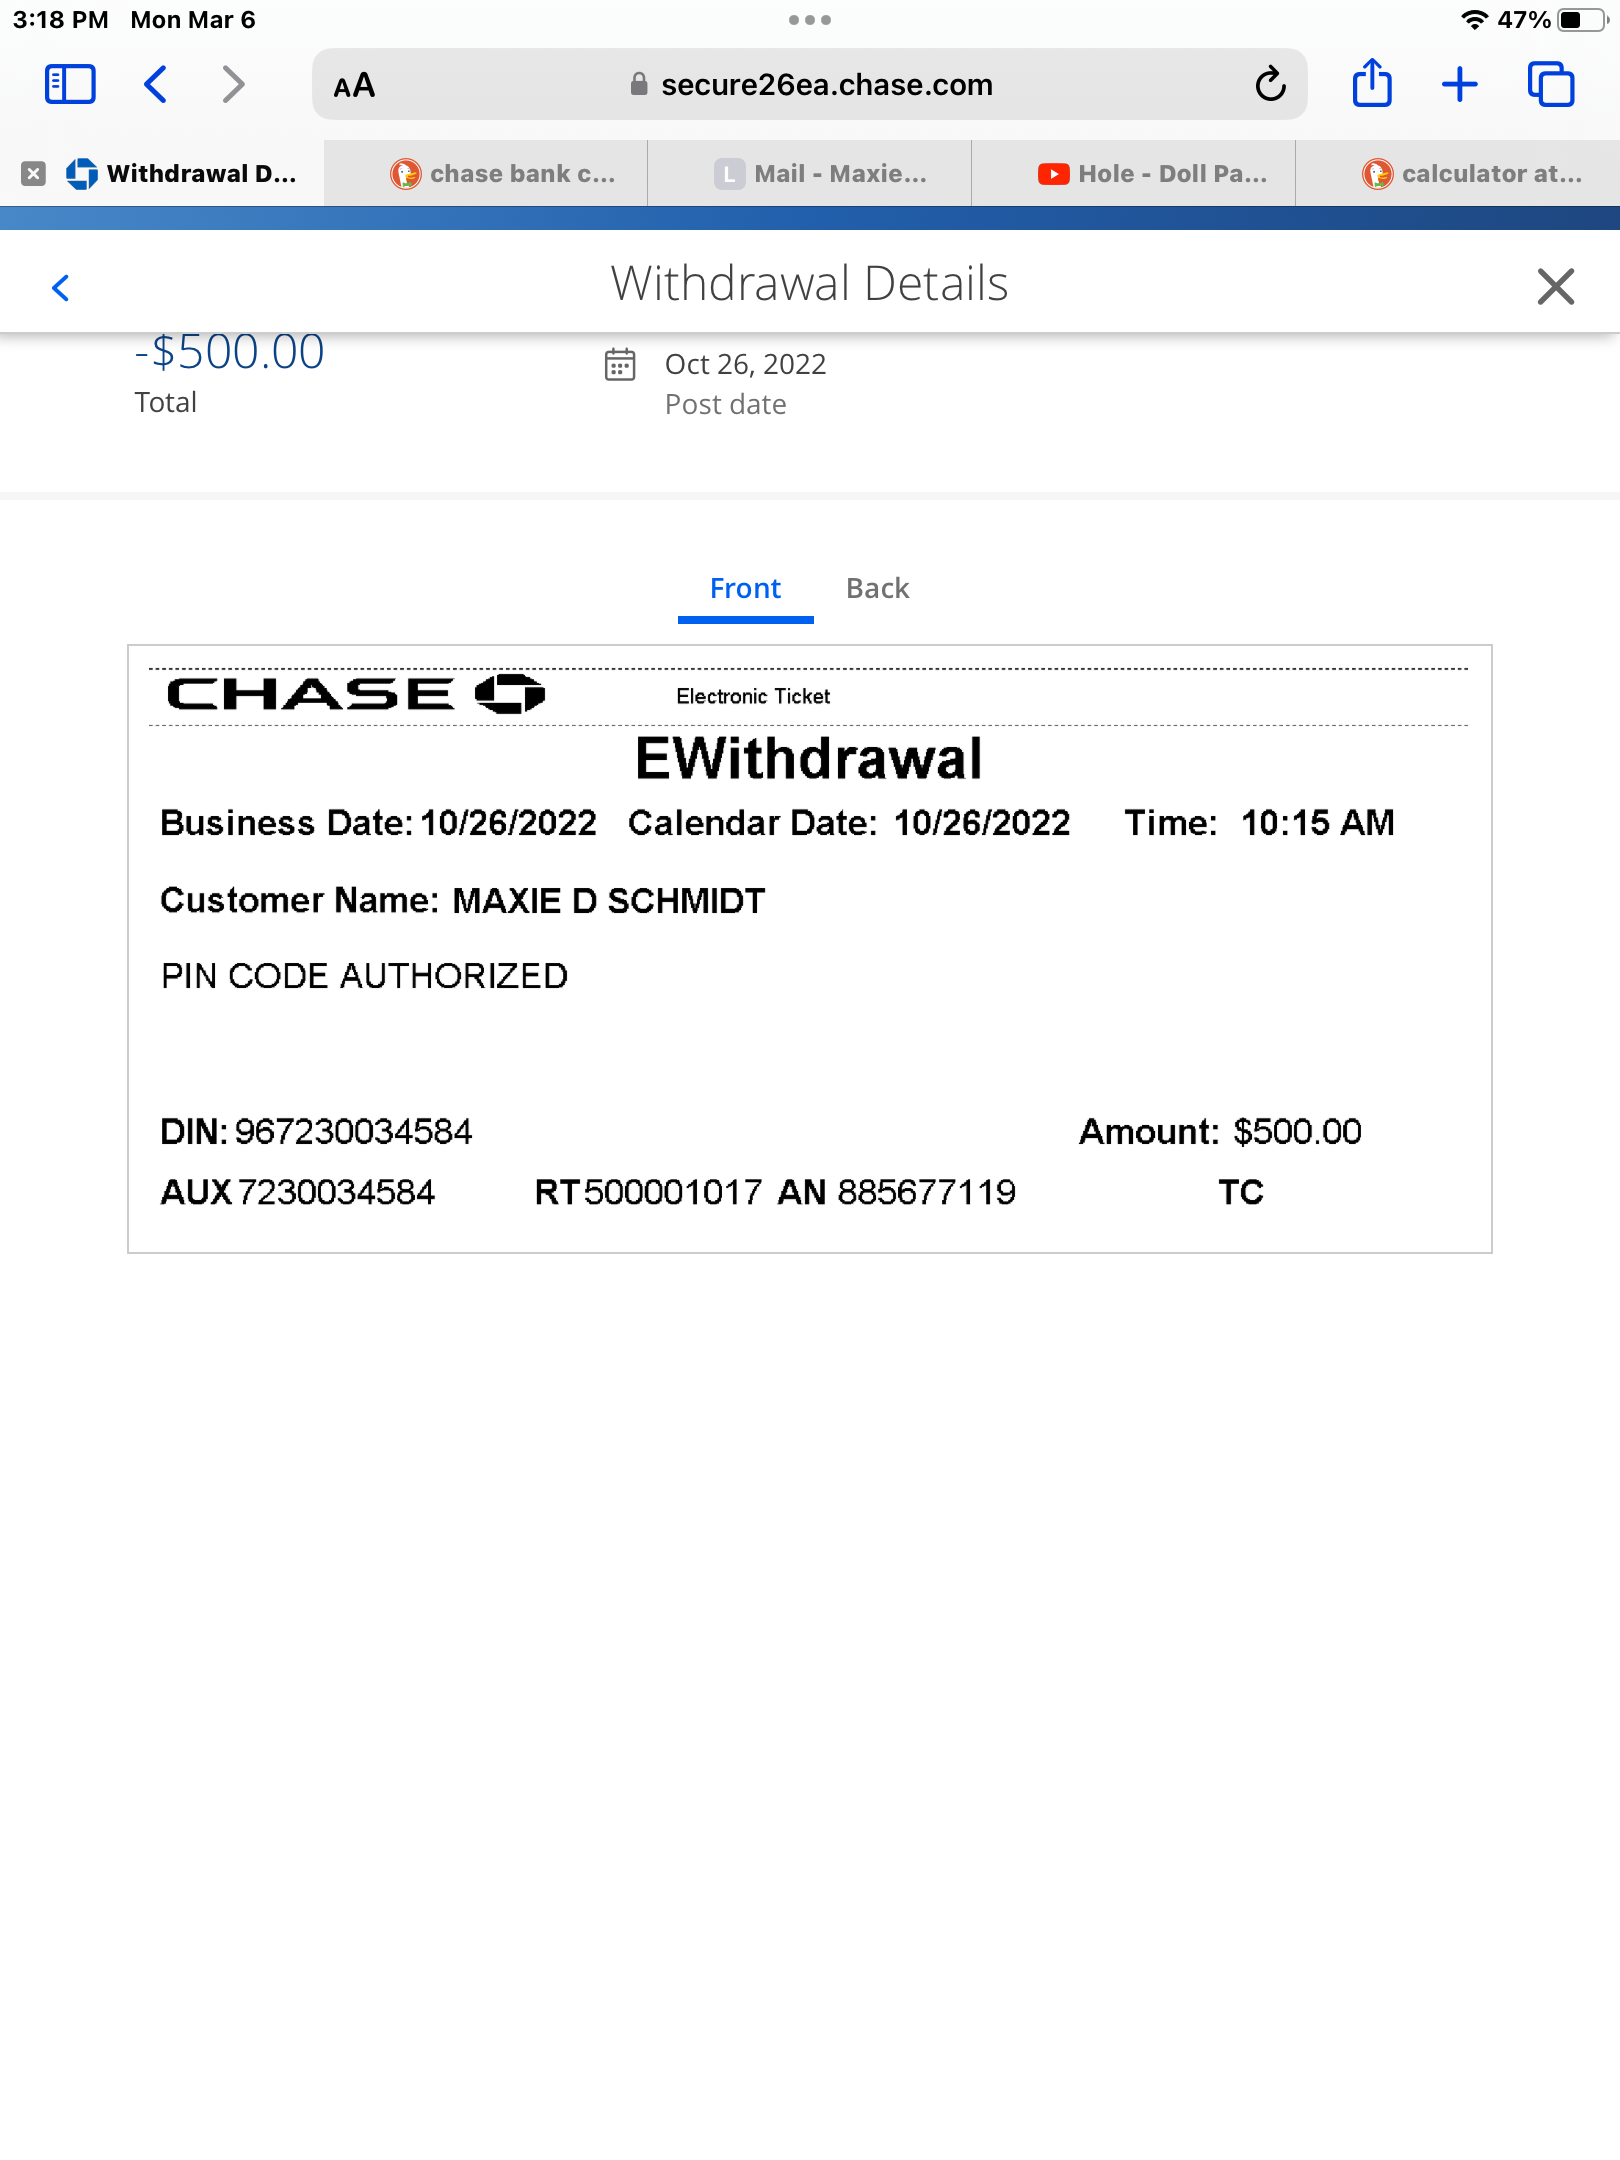 3:18 PM Mon Mar 6 47%
AA secure26ea.chase.com
Withdrawal D... chase bank c... L Mail - Maxie... Hole - Doll Pa... calculator at...
Withdrawal Details
-$500.00
Total
Oct 26, 2022
Post date
Front Back
CHASE Electronic Ticket
EWithdrawal
Business Date: 10/26/2022 Calendar Date: 10/26/2022 Time: 10:15 AM
Customer Name: MAXIE D SCHMIDT
PIN CODE AUTHORIZED
DIN: 967230034584 Amount: $500.00
AUX 7230034584 RT 500001017 AN 885677119 TC